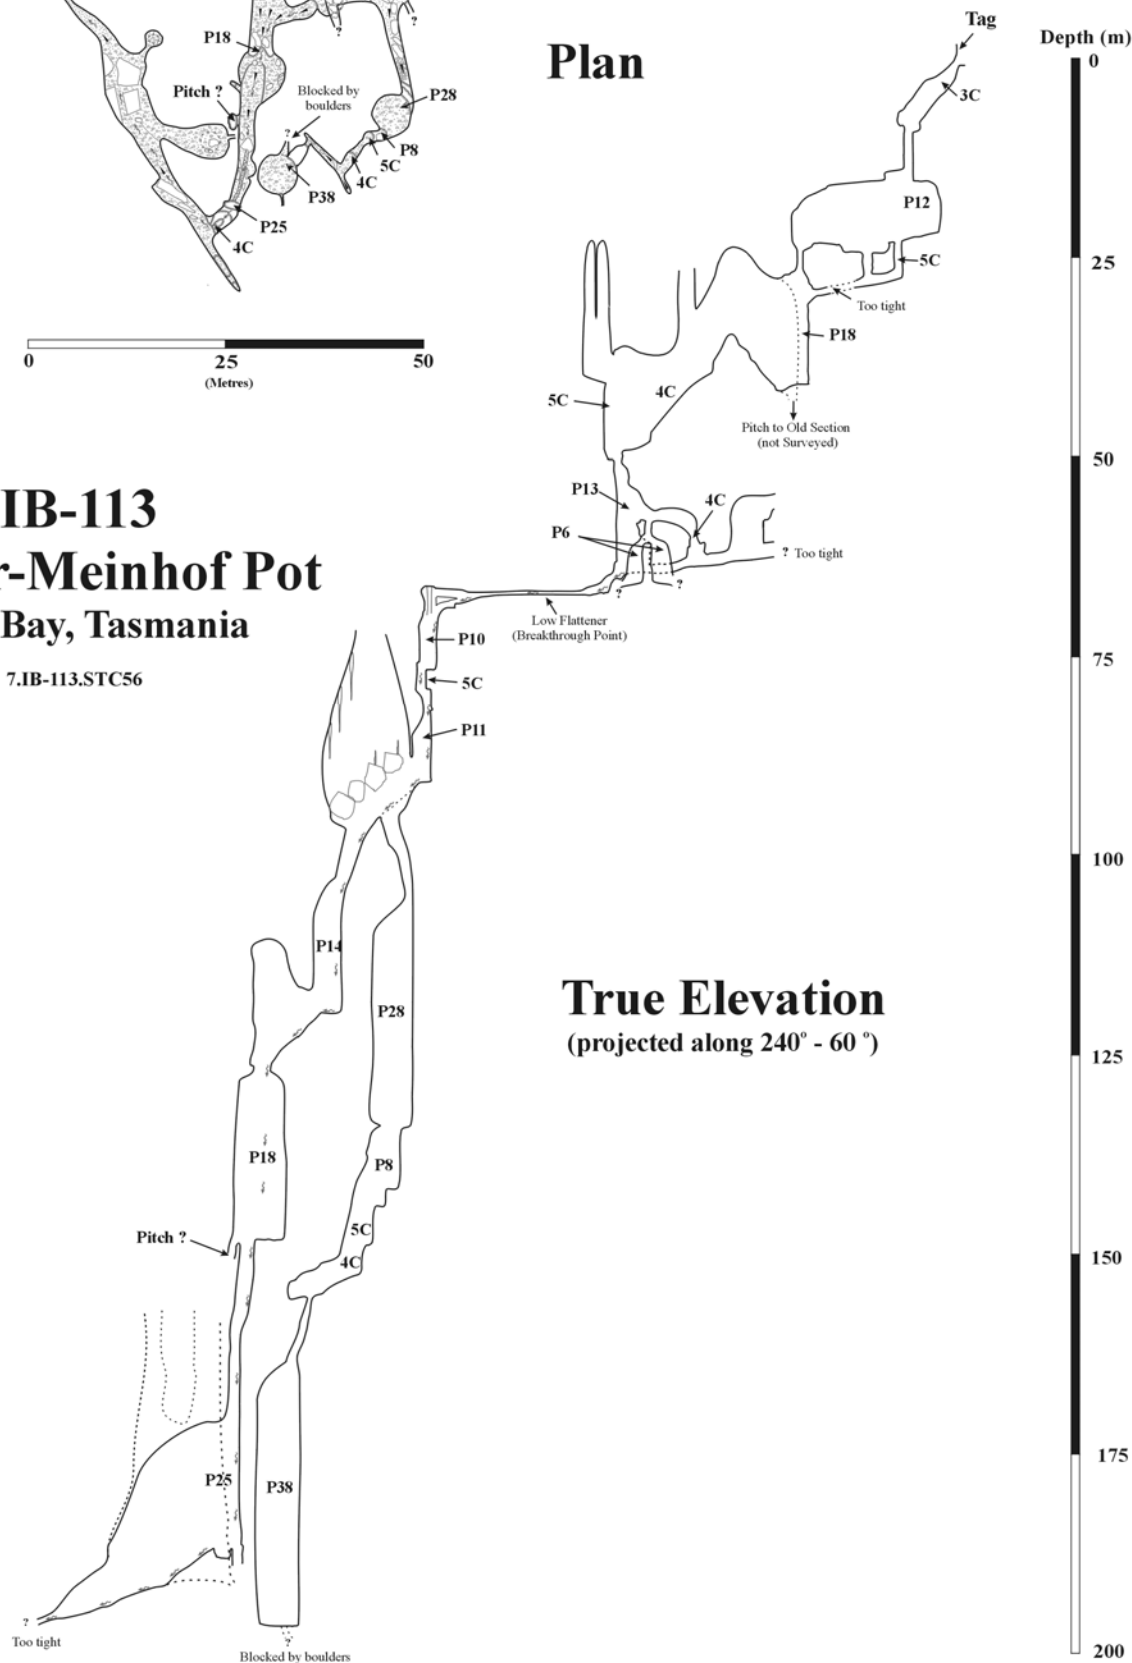 Plan
Tag
Depth (m)
0
3C
P18
Pitch ?
Blocked by
boulders
P28
?
?
?
P8
5C
4C
P38
P25
4C
P12
5C
25
Too tight
P18
0
25
50
(Metres)
5C
4C
Pitch to Old Section
(not Surveyed)
50
IB-113
r-Meinhof Pot
Bay, Tasmania
7.IB-113.STC56
P13
4C
P6
? Too tight
?
?
Low Flattener
(Breakthrough Point)
P10
75
5C
P11
100
P14
True Elevation
(projected along 240° - 60 °)
P28
125
P18
P8
Pitch ?
5C
4C
150
P25
P38
175
?
Too tight
?
Blocked by boulders
200